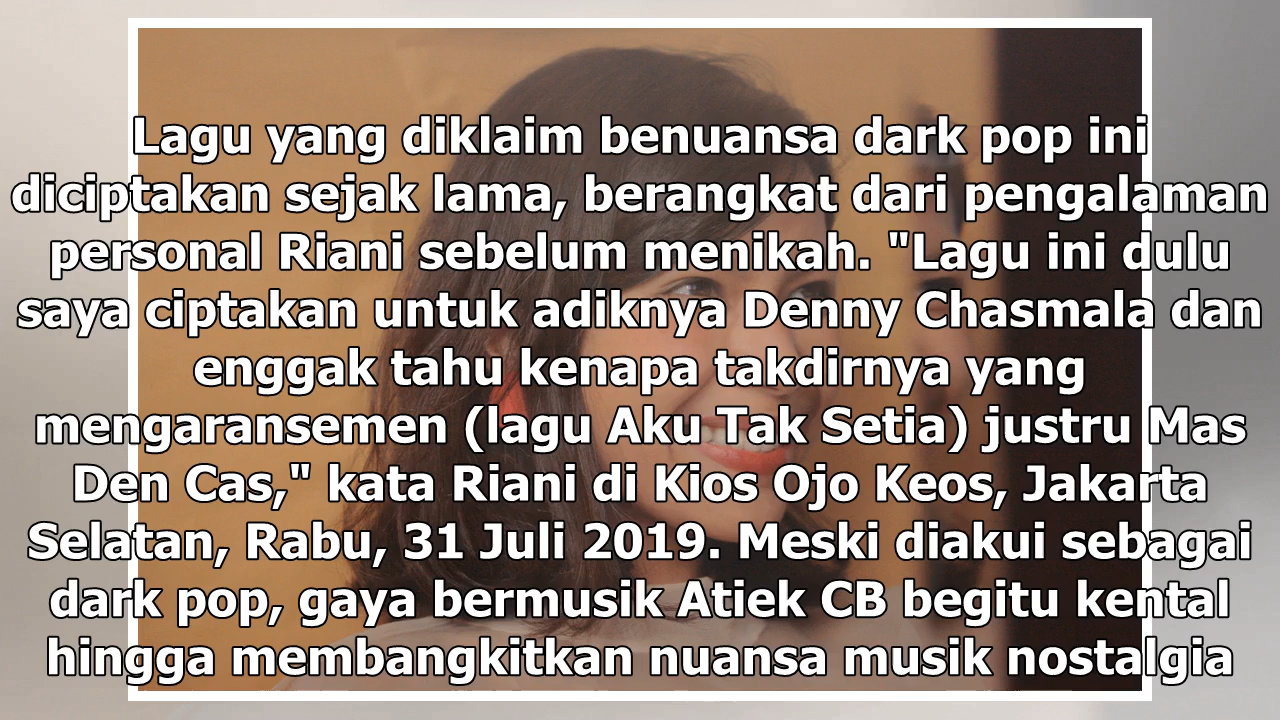 Lagu yang diklaim benuansa dark pop ini
diciptakan sejak lama, berangkat dari pengalaman
personal Riani sebelum menikah. "Lagu ini dulu
saya ciptakan untuk adiknya Denny Chasmala dan
enggak tahu kenapa takdirnya yang
mengaransemen (lagu Aku Tak Setia) justru Mas
Den Cas," kata Riani di Kios Ojo Keos, Jakarta
Selatan, Rabu, 31 Juli 2019. Meski diakui sebagai
dark pop, gaya bermusik Atiek CB begitu kental
hingga membangkitkan nuansa musik nostalgia